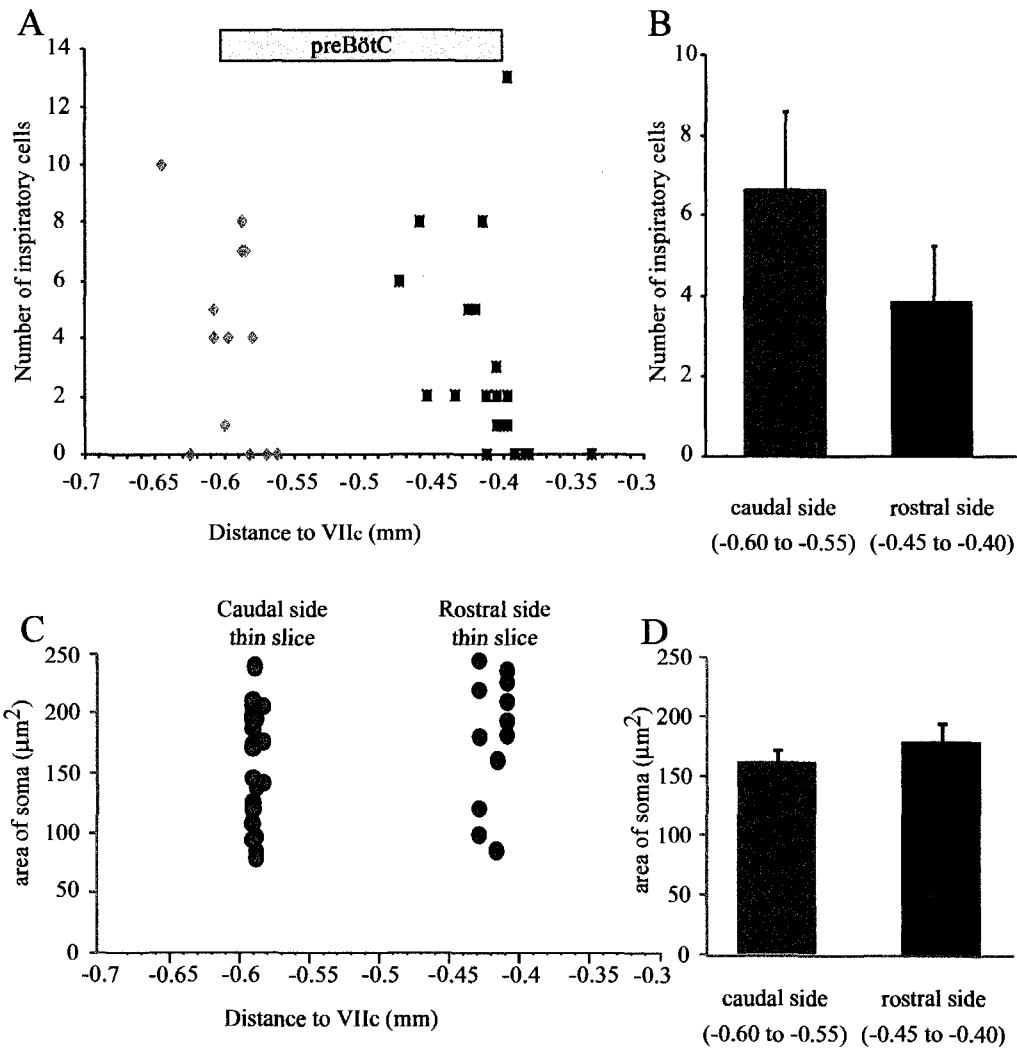 A
preBötC
14
12
10
8
6
4
2
0
Number of inspiratory cells
-0.7 -0.65 -0.6 -0.55 -0.5 -0.45 -0.4 -0.35 -0.3
Distance to VIIc (mm)
B
10
8
6
4
2
0
Number of inspiratory cells
caudal side rostral side
(-0.60 to -0.55) (-0.45 to -0.40)
C
Caudal side Rostral side
thin slice thin slice
250
200
150
100
50
0
area of soma (μm²)
-0.7 -0.65 -0.6 -0.55 -0.5 -0.45 -0.4 -0.35 -0.3
Distance to VIIc (mm)
D
250
200
150
100
50
0
area of soma (μm²)
caudal side rostral side
(-0.60 to -0.55) (-0.45 to -0.40)